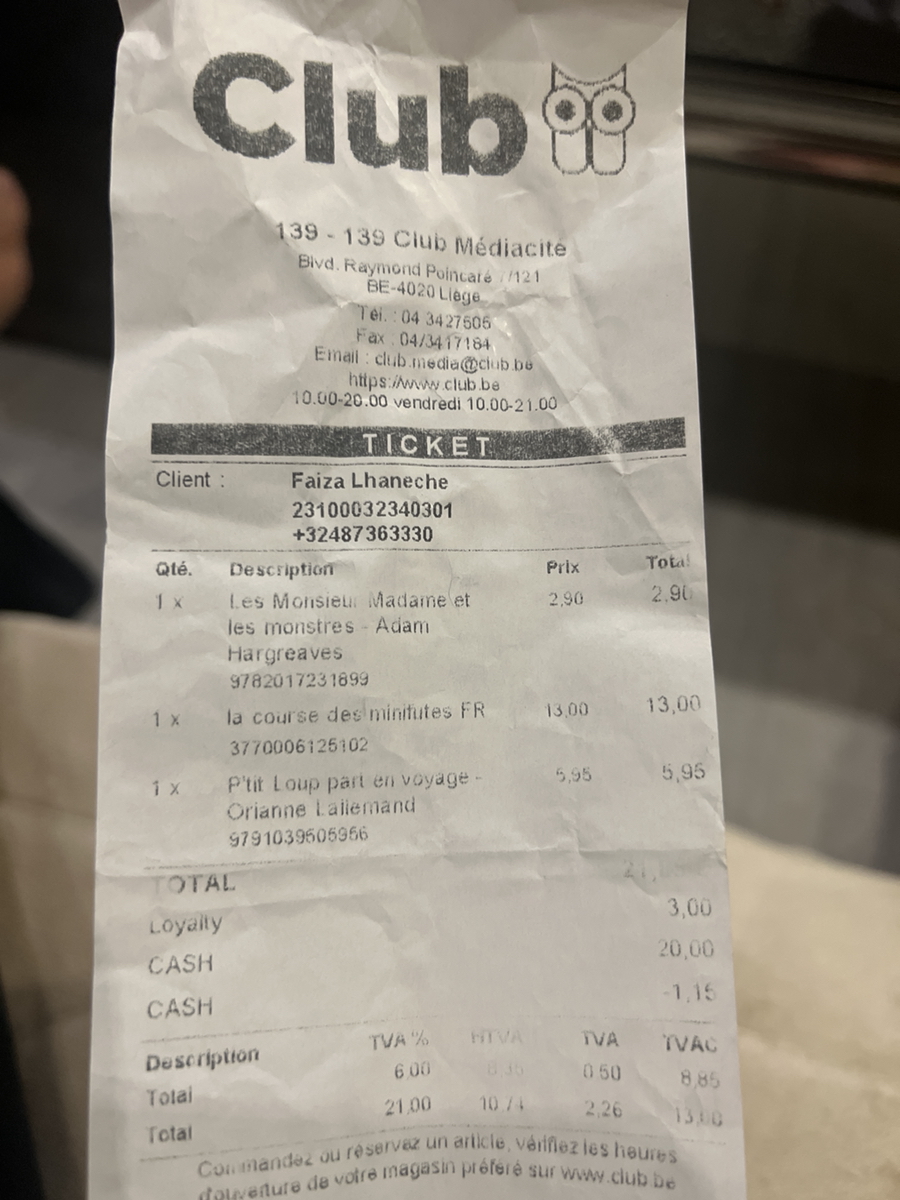 Club
139 - 139 Club Médiacité
Blvd. Raymond Poincaré 7/121
BE-4020 Liège
Tél. : 04 3427606
Fax : 04/3417184
Email : club.media@club.be
https://www.club.be
10.00-20.00 vendredi 10.00-21.00
TICKET
Client : Faiza Lhaneche
23100032340301
+32487363330
Qté. Description Prix Total
1 x Les Monsieur Madame et 2,90 2,90
les monstres - Adam
Hargreaves
9782017231899
1 x la course des minifutes FR 13,00 13,00
3770006125102
1 x P'tit Loup part en voyage - 5,95 5,95
Orianne Lallemand
9791039505956
TOTAL
Loyalty 3,00
CASH 20,00
CASH -1,15
Description TVA % HTVA TVA TVAC
Total 6,00 8,35 0,50 8,85
Total 21,00 10,74 2,26 13,00
Commandez ou réservez un article, vérifiez les heures
d'ouverture de votre magasin préféré sur www.club.be